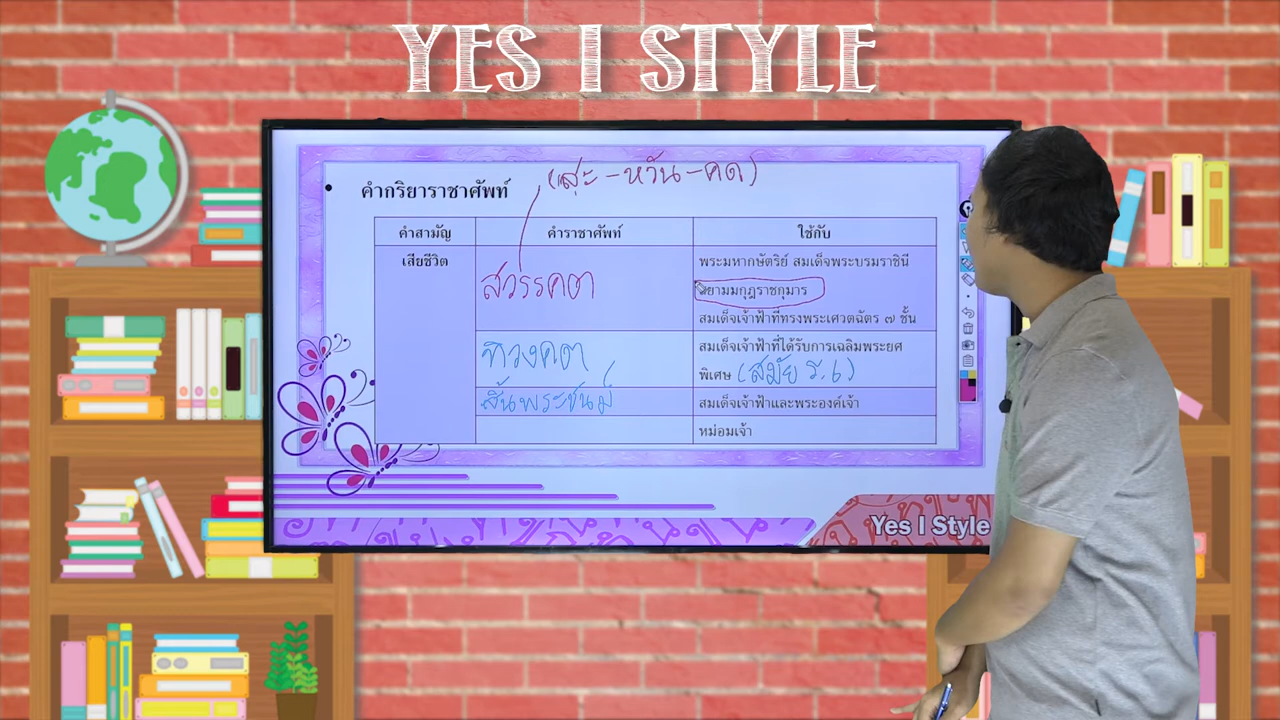 YES I STYLE
(สุะ-หวัน-คด)
• คำกริยาราชาศัพท์
คำสามัญ คำราชาศัพท์ ใช้กับ
เสียชีวิต สวรรคต พระมหากษัตริย์ สมเด็จพระบรมราชินี
สยามมกุฎราชกุมาร
สมเด็จเจ้าฟ้าที่ทรงพระเศวตฉัตร ๗ ชั้น
ทิวงคต สมเด็จเจ้าฟ้าที่ได้รับการเฉลิมพระยศ
พิเศษ (สมัย ร.6)
สิ้นพระชนม์ สมเด็จเจ้าฟ้าและพระองค์เจ้า
หม่อมเจ้า
Yes I Style